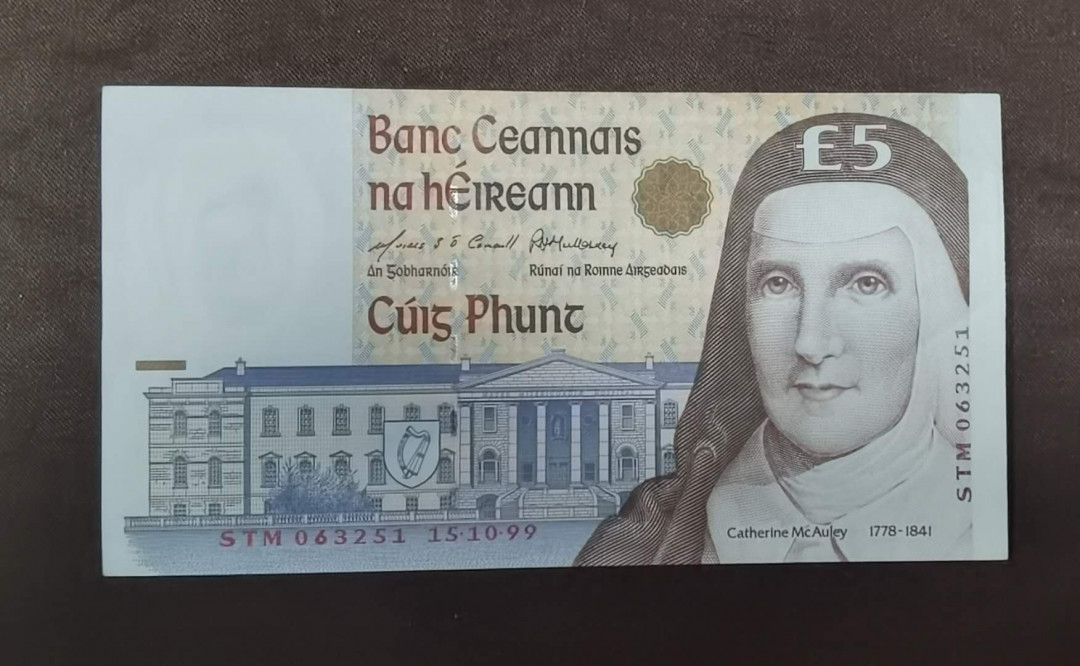 £5
Banc Ceannais
na hÉireann
An Gobharnóir
Rúnaí na Roinne Airgeadais
Cúig Phunt
STM 063251
STM 063251 15·10·99
Catherine McAuley 1778-1841